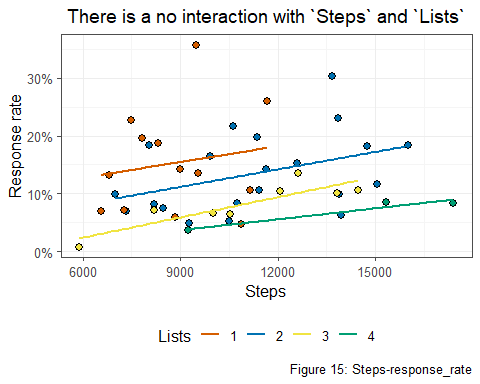 There is a no interaction with `Steps` and `Lists`
Response rate
30%
20%
10%
0%
6000 9000 12000 15000
Steps
Lists 1 2 3 4
Figure 15: Steps-response_rate